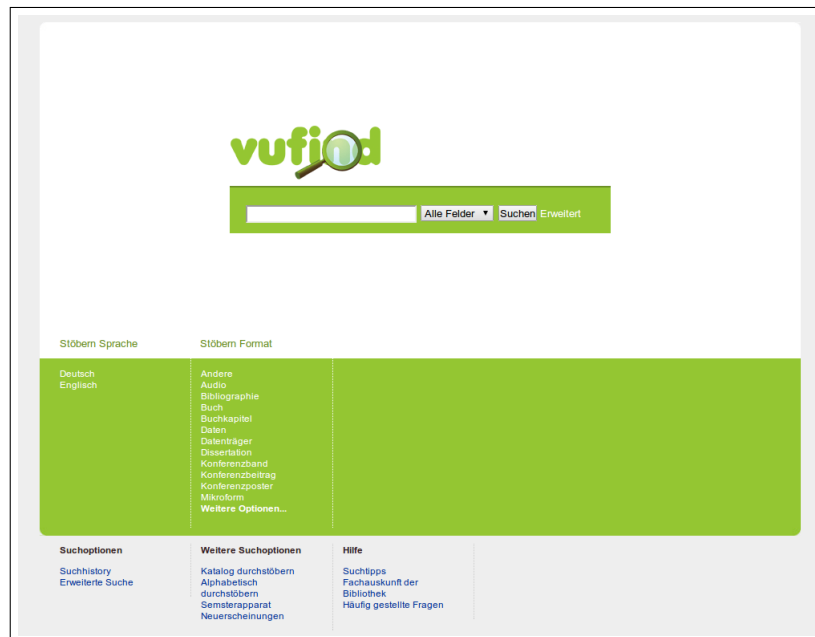 vufind
Alle Felder Suchen Erweitert
Stöbern Sprache
Stöbern Format
Deutsch
Englisch
Andere
Audio
Bibliographie
Buch
Buchkapitel
Daten
Datenträger
Dissertation
Konferenzband
Konferenzbeitrag
Konferenzposter
Mikroform
Weitere Optionen...
Suchoptionen
Suchhistory
Erweiterte Suche
Weitere Suchoptionen
Katalog durchstöbern
Alphabetisch
durchstöbern
Semsterapparat
Neuerscheinungen
Hilfe
Suchtipps
Fachauskunft der
Bibliothek
Häufig gestellte Fragen